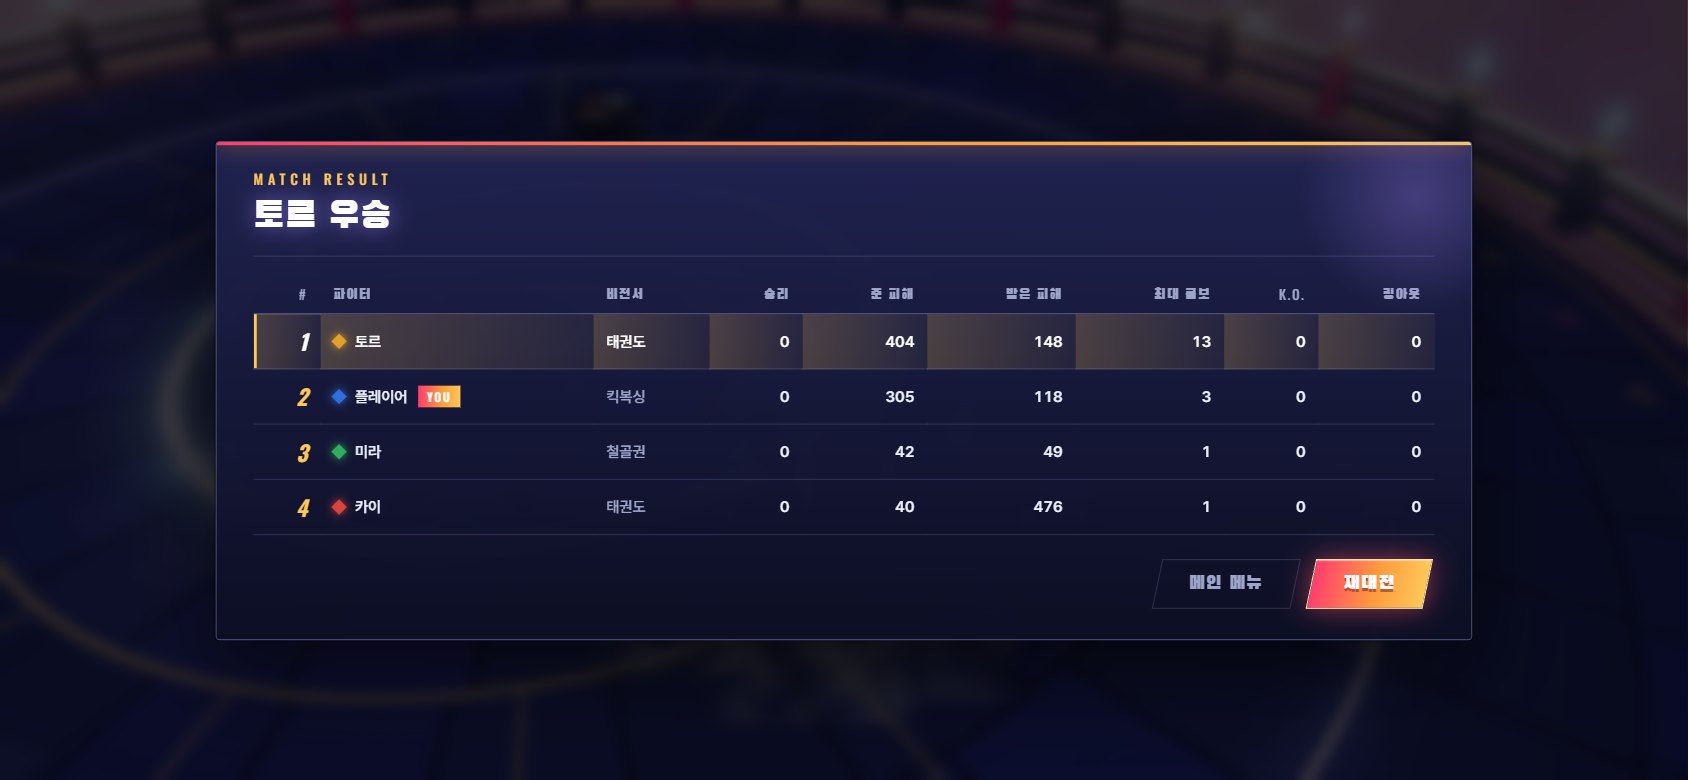 MATCH RESULT
토르 우승
# 파이터 비전서 승리 준 피해 받은 피해 최대 콤보 K.O. 링아웃
1 토르 태권도 0 404 148 13 0 0
2 플레이어 YOU 킥복싱 0 305 118 3 0 0
3 미라 철골권 0 42 49 1 0 0
4 카이 태권도 0 40 476 1 0 0
메인 메뉴 재대전